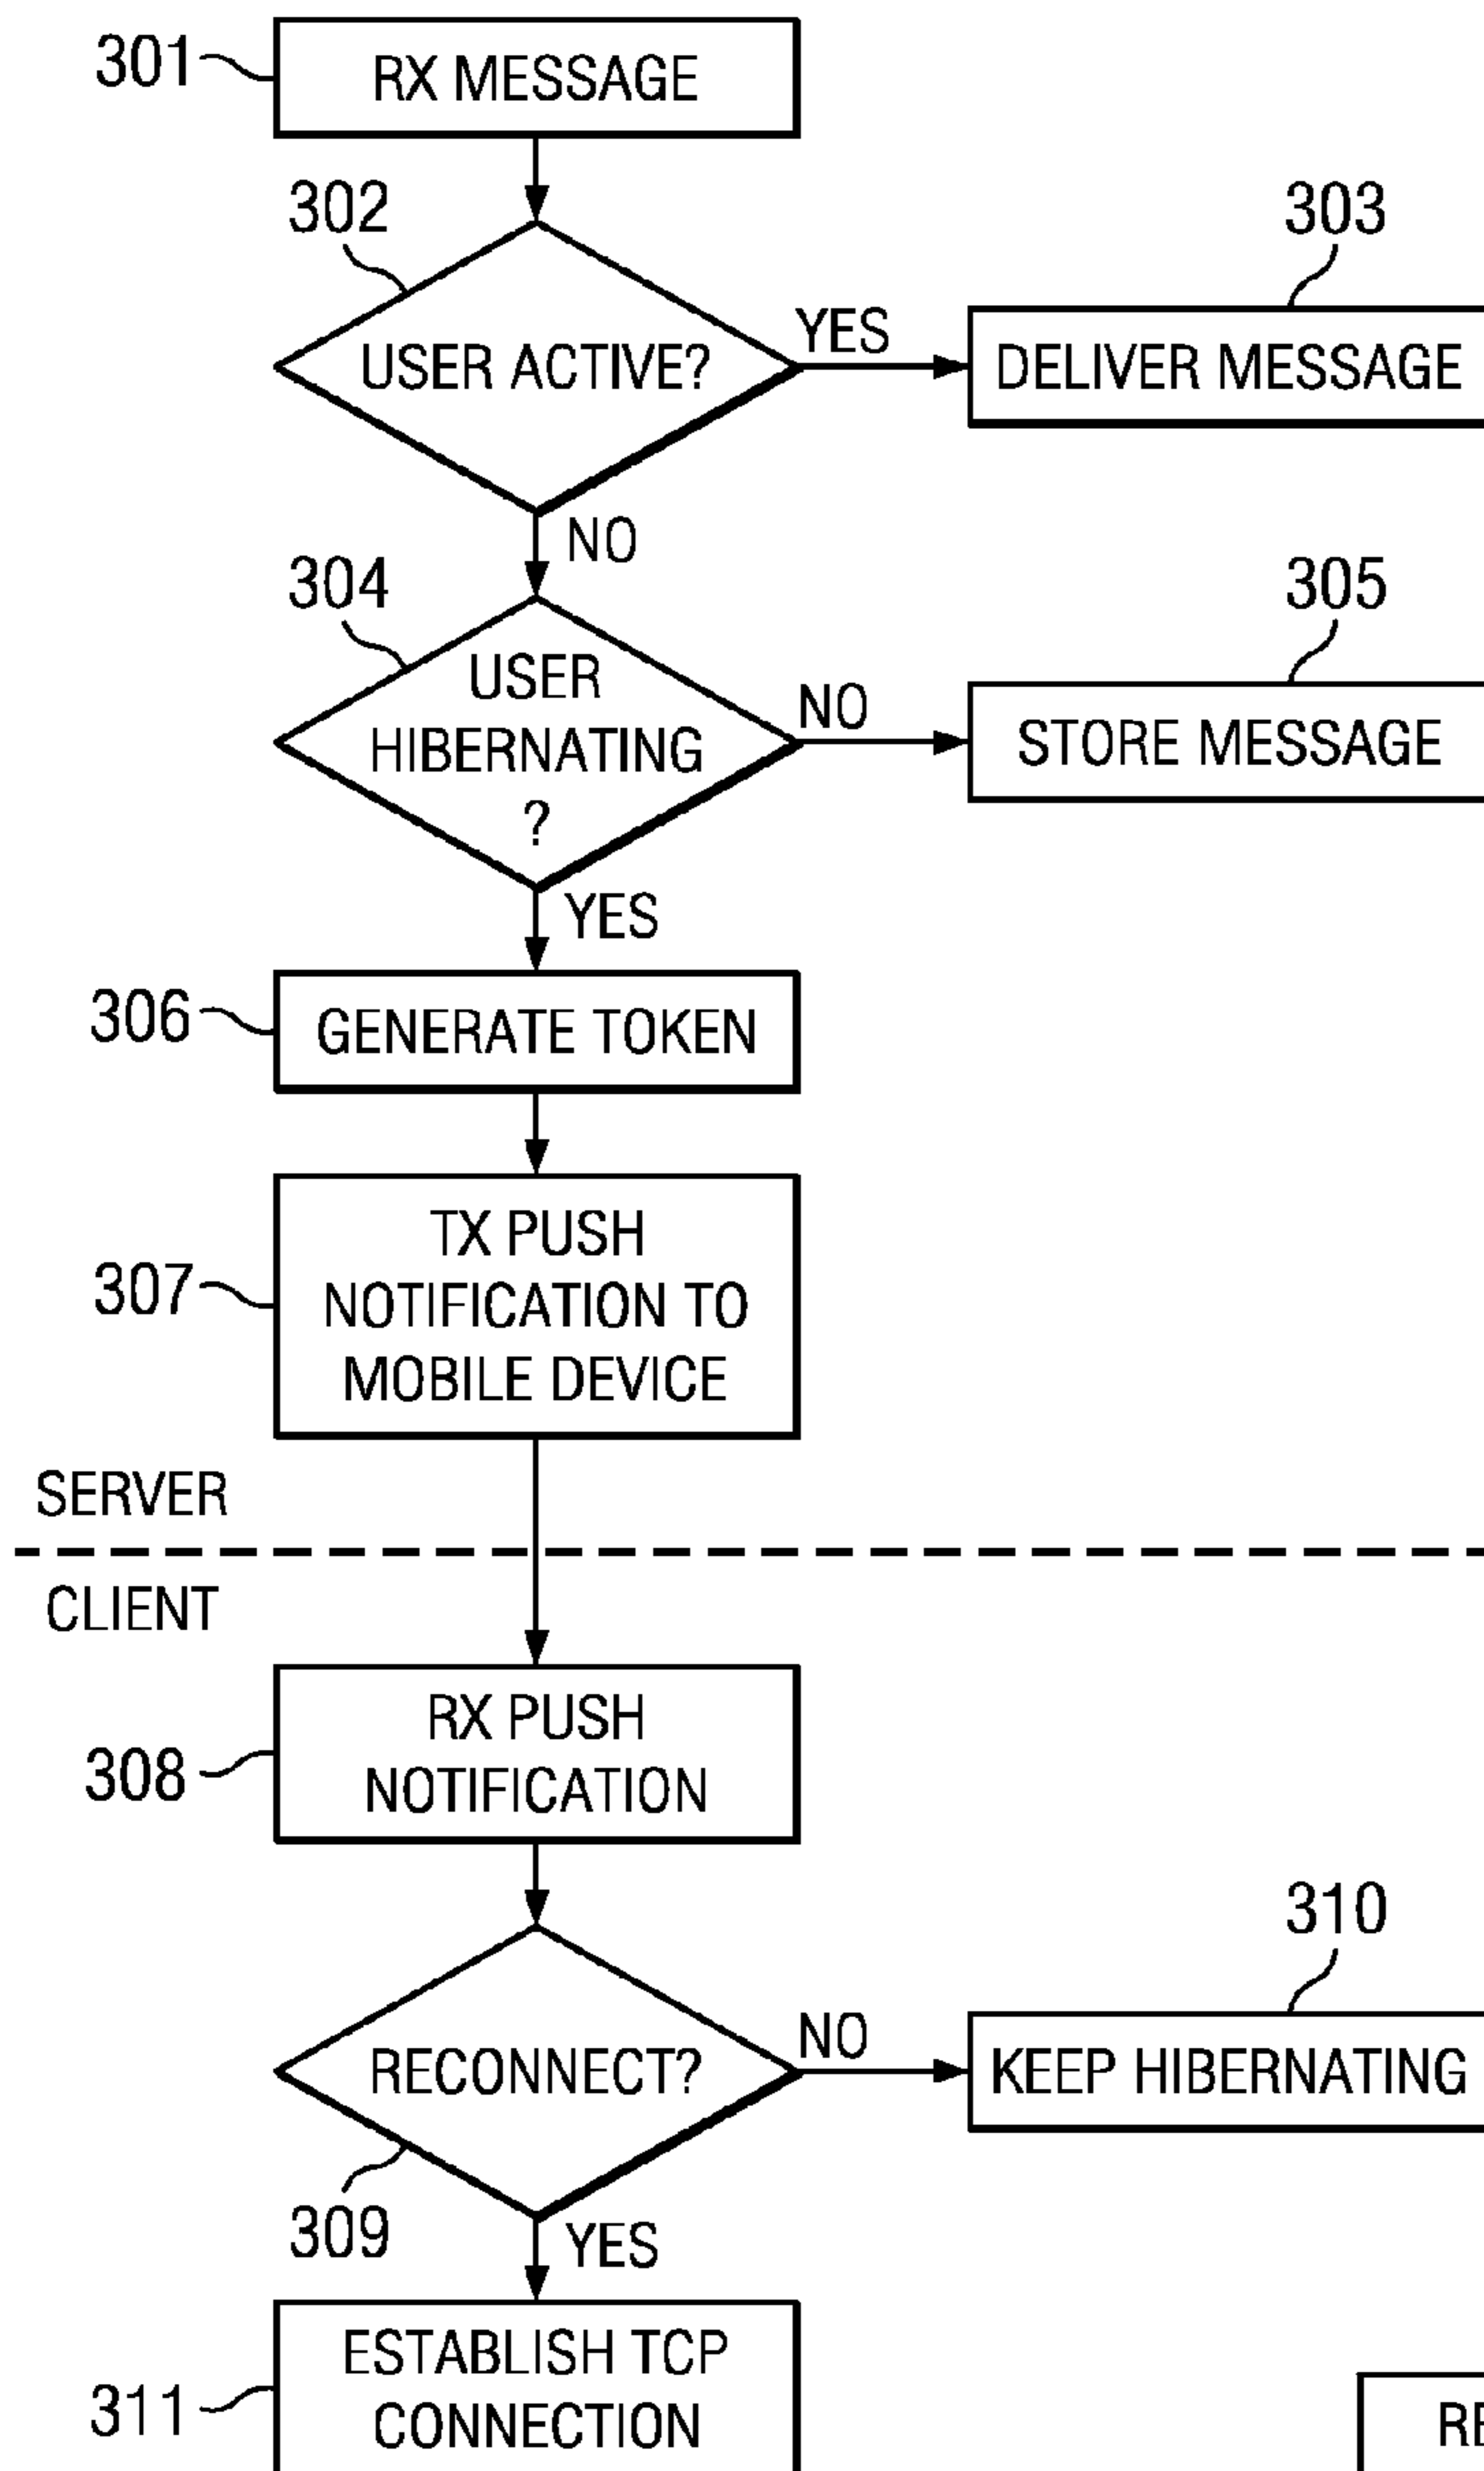 301
RX MESSAGE
302
303
USER ACTIVE?
YES
DELIVER MESSAGE
NO
304
305
USER
HIBERNATING
?
NO
STORE MESSAGE
YES
306
GENERATE TOKEN
307
TX PUSH
NOTIFICATION TO
MOBILE DEVICE
SERVER
CLIENT
308
RX PUSH
NOTIFICATION
310
RECONNECT?
NO
KEEP HIBERNATING
309
YES
311
ESTABLISH TCP
CONNECTION